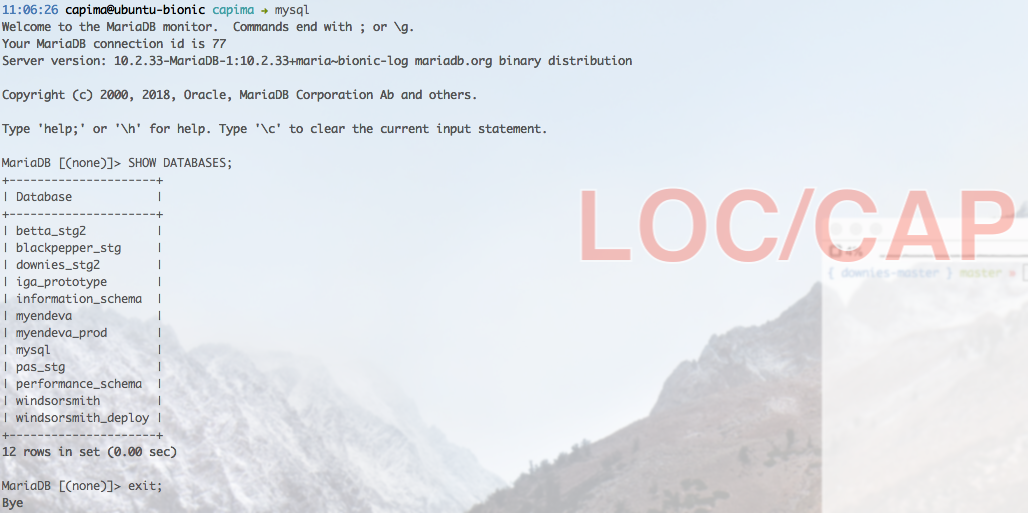 11:06:26 capima@ubuntu-bionic capima → mysql
Welcome to the MariaDB monitor.  Commands end with ; or \g.
Your MariaDB connection id is 77
Server version: 10.2.33-MariaDB-1:10.2.33+maria~bionic-log mariadb.org binary distribution

Copyright (c) 2000, 2018, Oracle, MariaDB Corporation Ab and others.

Type 'help;' or '\h' for help. Type '\c' to clear the current input statement.

MariaDB [(none)]> SHOW DATABASES;
+---------------------+
| Database            |
+---------------------+
| betta_stg2          |
| blackpepper_stg     |
| downies_stg2        |
| iga_prototype       |
| information_schema  |
| myendeva            |
| myendeva_prod       |
| mysql               |
| pas_stg             |
| performance_schema  |
| windsorsmith        |
| windsorsmith_deploy |
+---------------------+
12 rows in set (0.00 sec)

MariaDB [(none)]> exit;
Bye
LOC/CAP
{ downies-master } master »